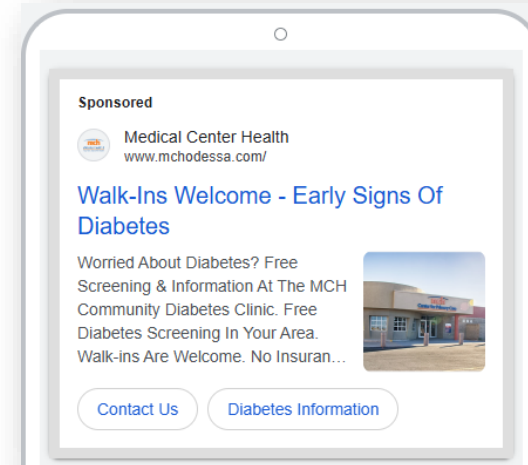 Sponsored
Medical Center Health
www.mchodessa.com/
Walk-Ins Welcome - Early Signs Of
Diabetes
Worried About Diabetes? Free
Screening & Information At The MCH
Community Diabetes Clinic. Free
Diabetes Screening In Your Area.
Walk-ins Are Welcome. No Insuran...
Contact Us
Diabetes Information
mch